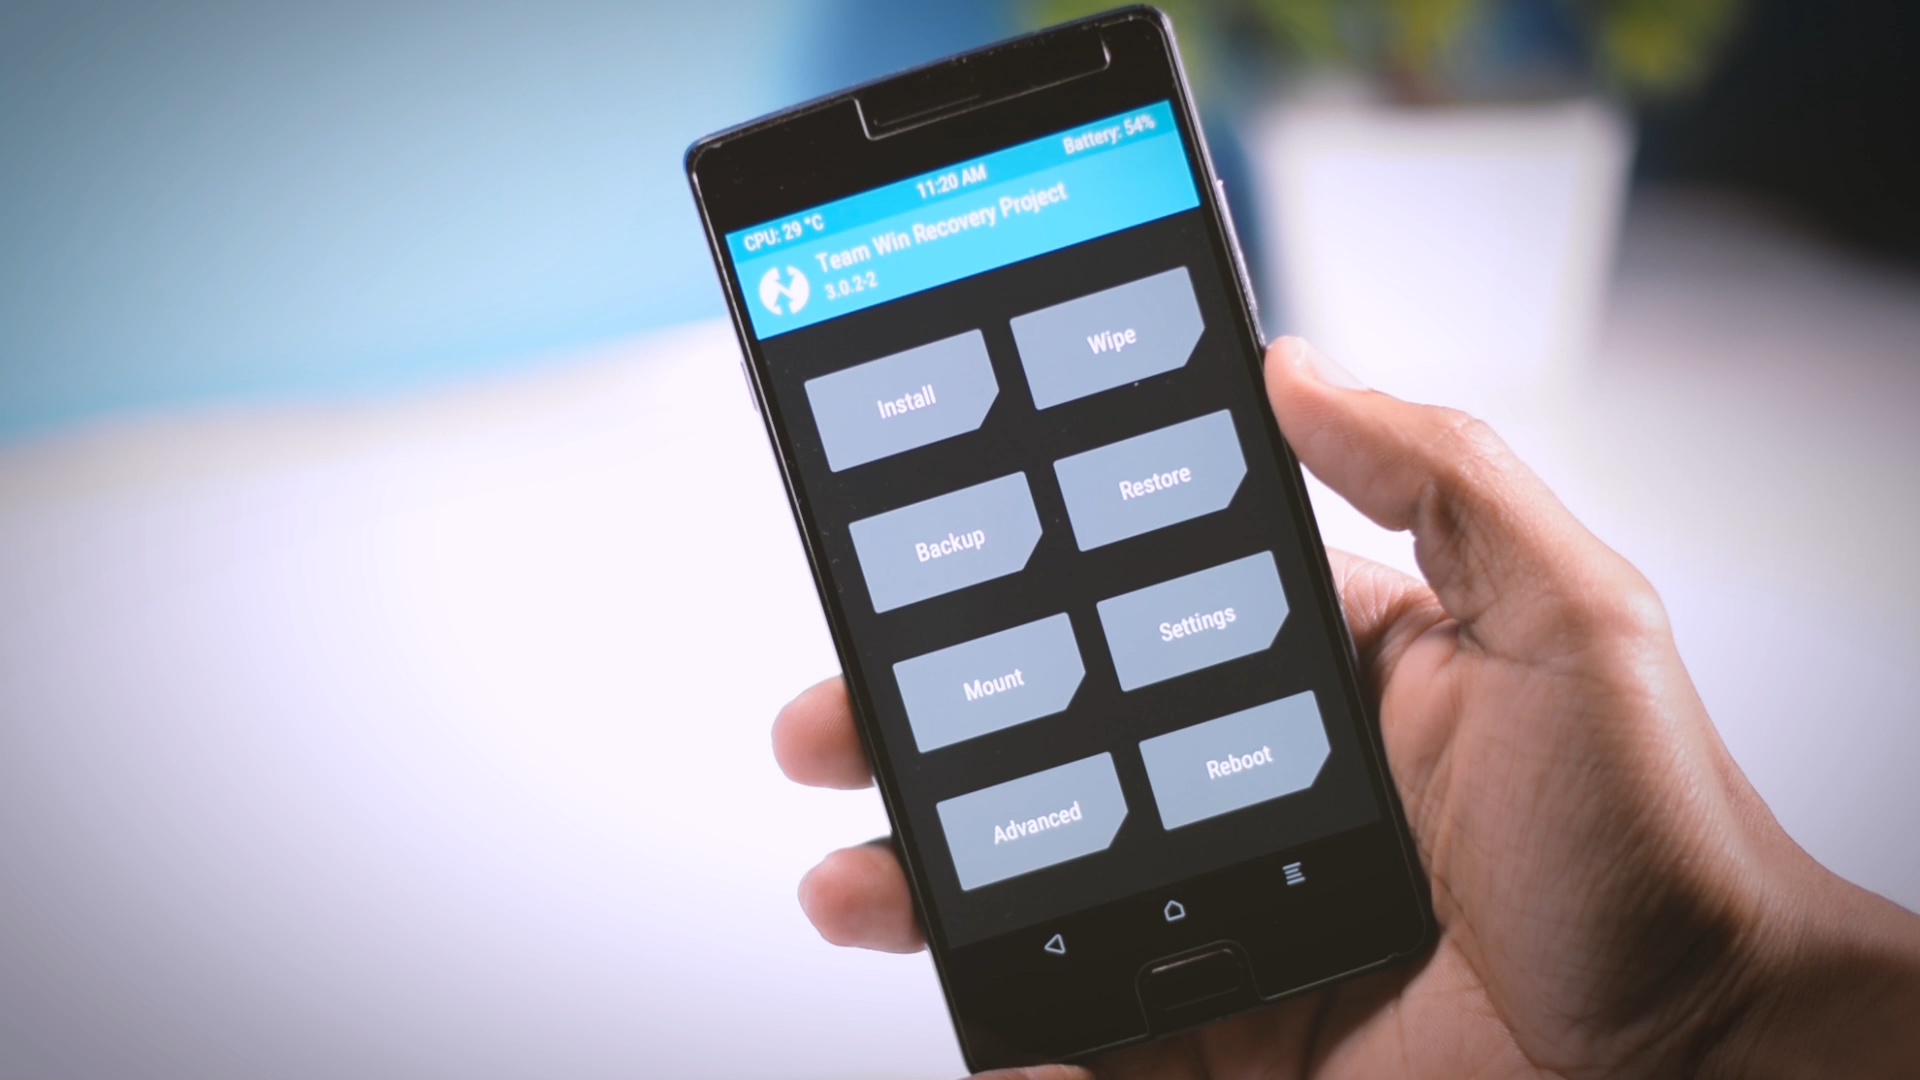 CPU: 29 °C 11:20 AM Battery: 54%
Team Win Recovery Project
3.0.2-2
Install Wipe
Backup Restore
Mount Settings
Advanced Reboot